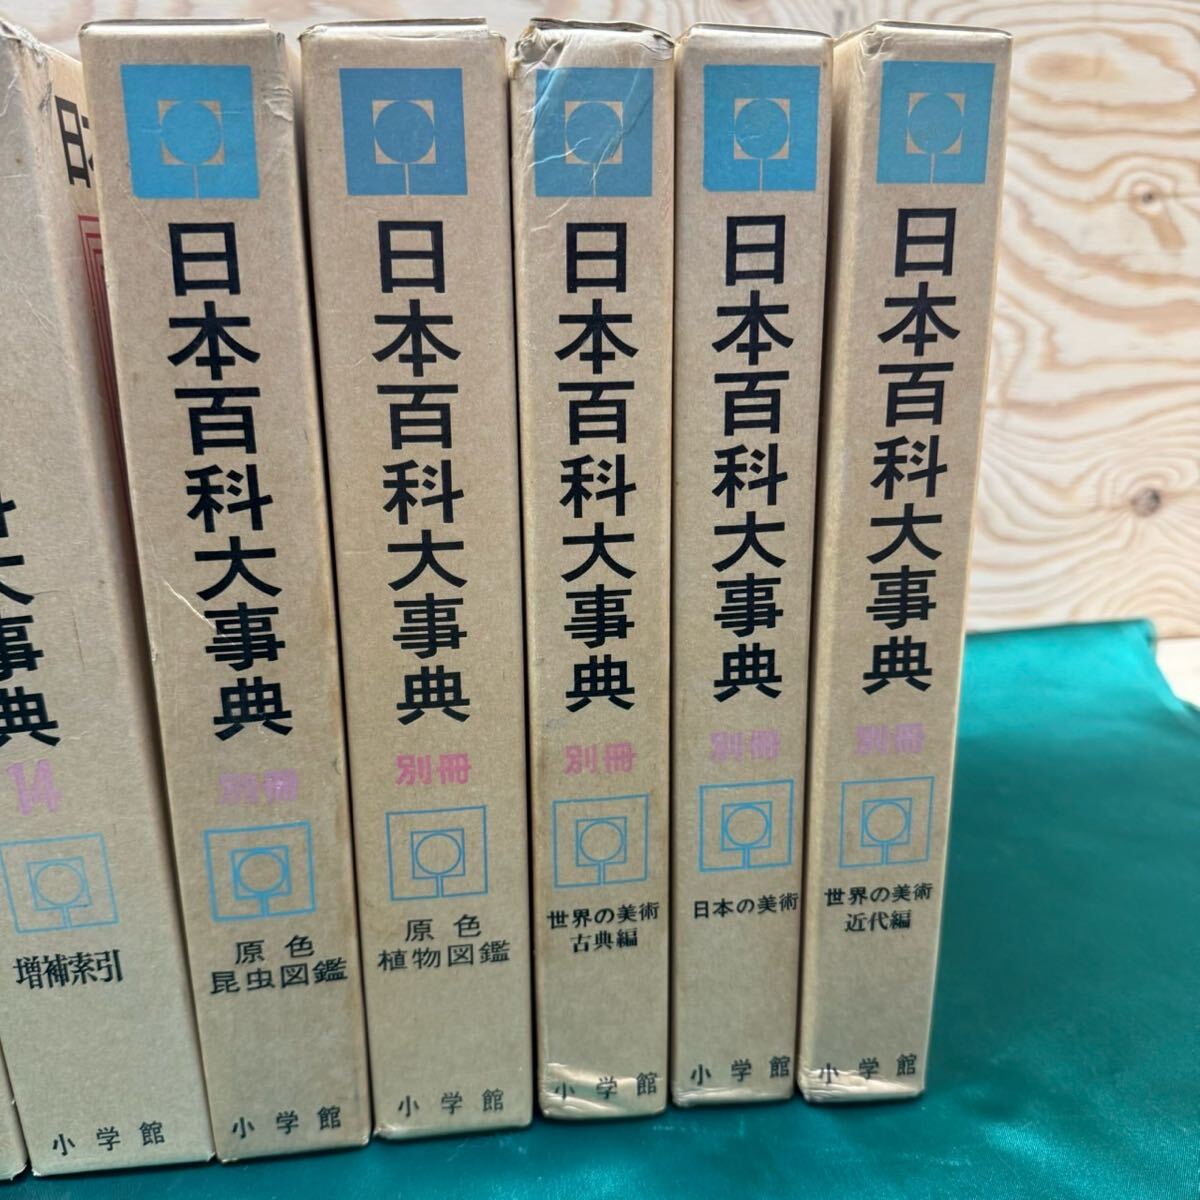 大事典
14
増補索引
小学館
日本百科大事典
別冊
原色
昆虫図鑑
小学館
日本百科大事典
別冊
原色
植物図鑑
小学館
日本百科大事典
別冊
世界の美術
古典編
小学館
日本百科大事典
別冊
日本の美術
小学館
日本百科大事典
別冊
世界の美術
近代編
小学館